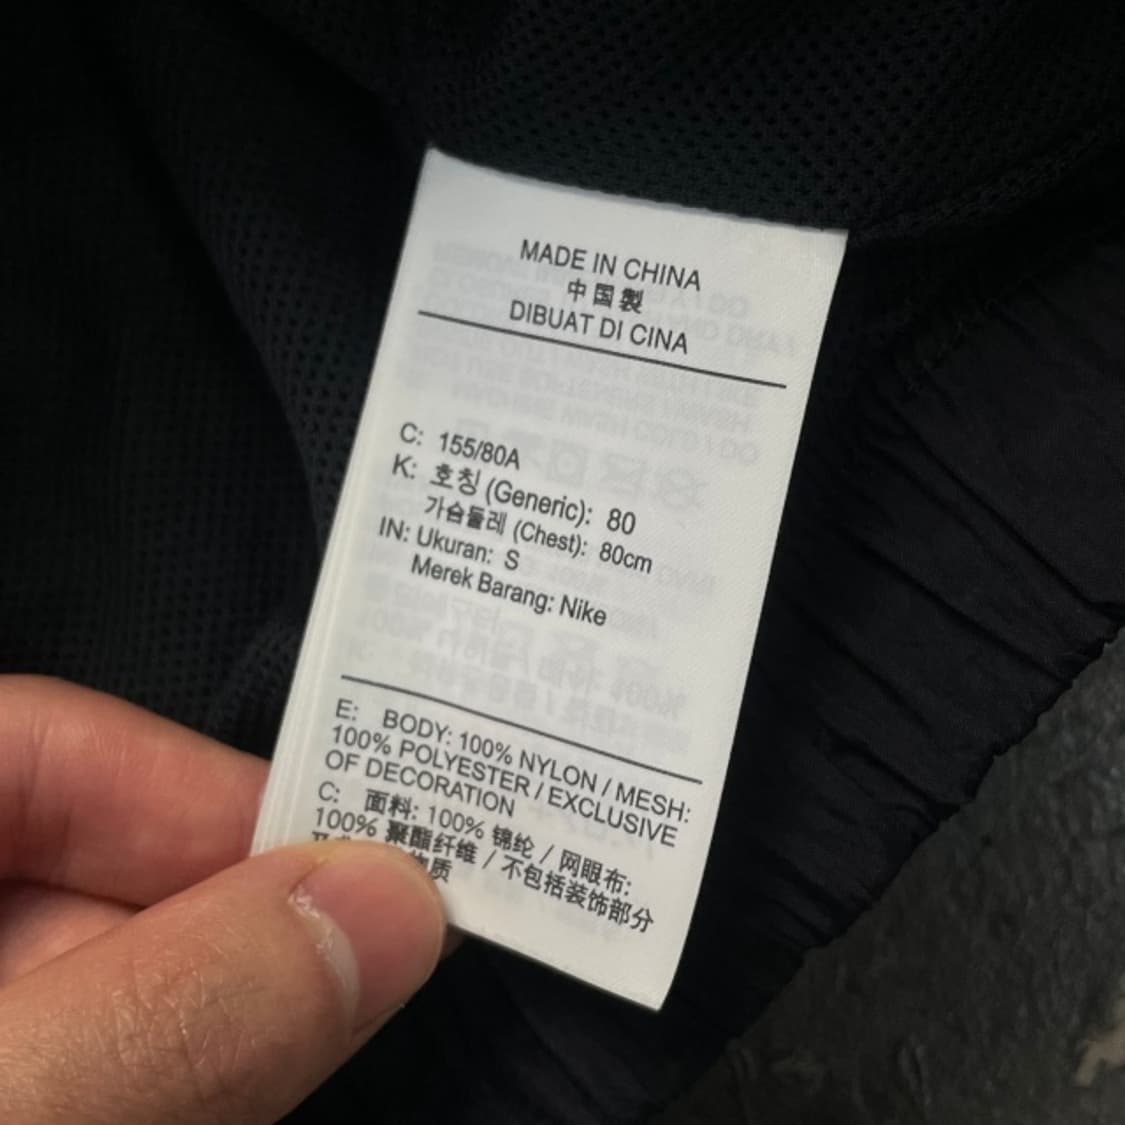 MADE IN CHINA
中国製
DIBUAT DI CINA
C: 155/80A
K: 호칭 (Generic): 80
가슴둘레 (Chest): 80cm
IN: Ukuran: S
Merek Barang: Nike
E: BODY: 100% NYLON / MESH:
100% POLYESTER / EXCLUSIVE
OF DECORATION
C: 面料: 100% 锦纶 / 网眼布:
100% 聚酯纤维 / 不包括装饰部分